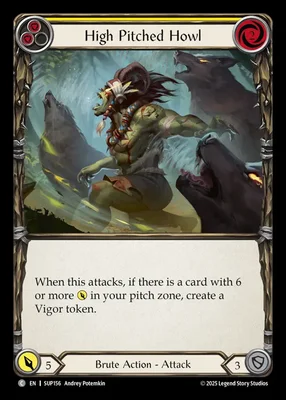 High Pitched Howl
When this attacks, if there is a card with 6
or more in your pitch zone, create a
Vigor token.
5
Brute Action - Attack
3
C EN | SUP156 Andrey Potemkin
© 2025 Legend Story Studios